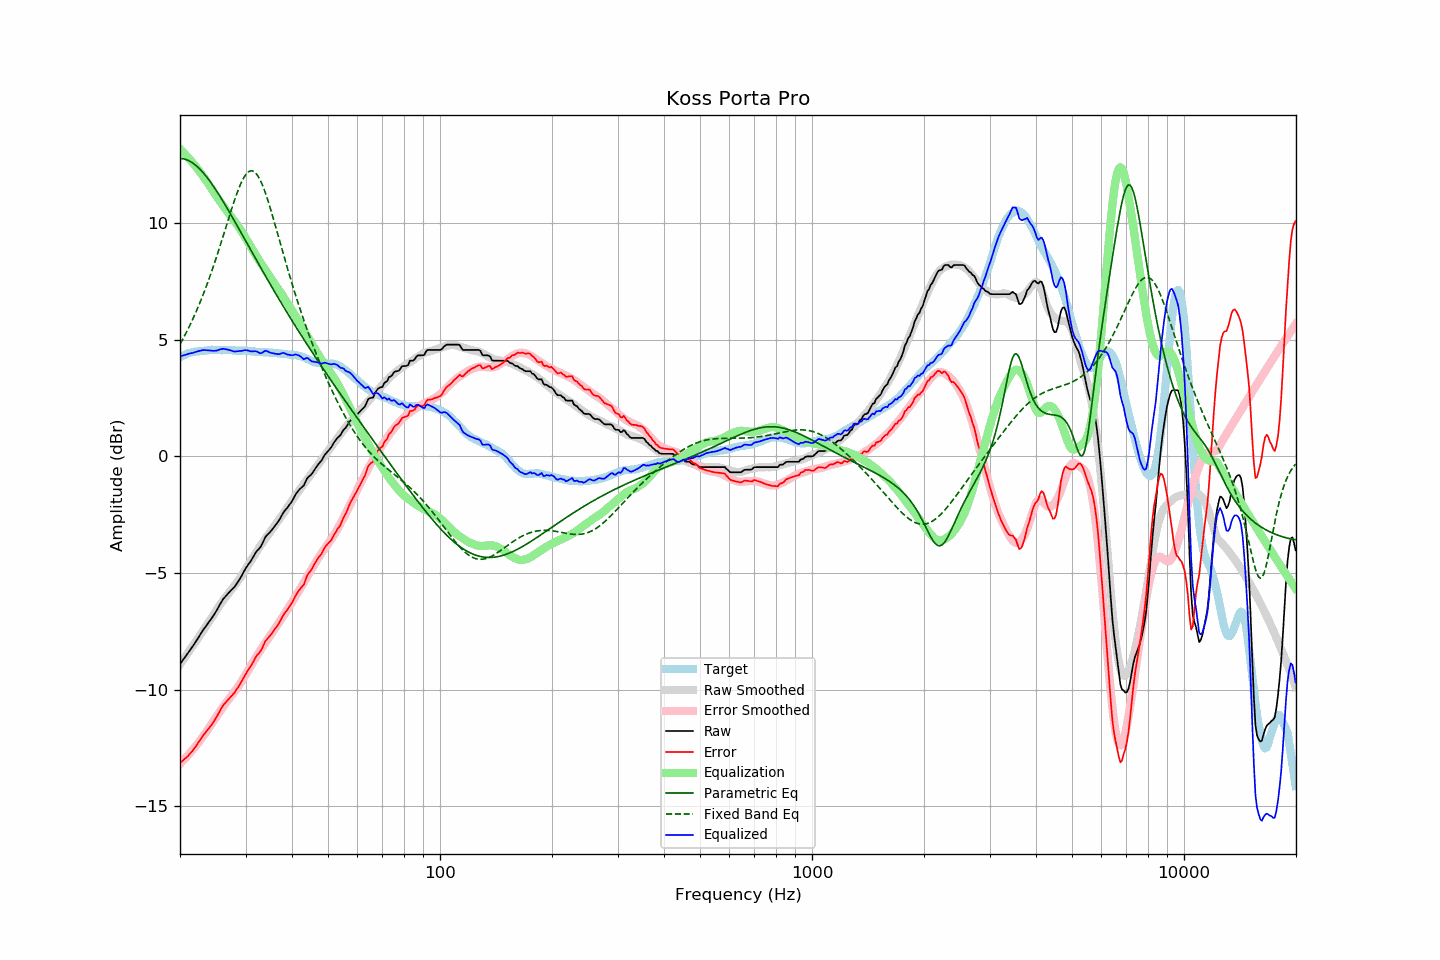 Koss Porta Pro
Amplitude (dBr)
10
5
0
−5
−10
−15
Target
Raw Smoothed
Error Smoothed
Raw
Error
Equalization
Parametric Eq
Fixed Band Eq
Equalized
100
1000
10000
Frequency (Hz)